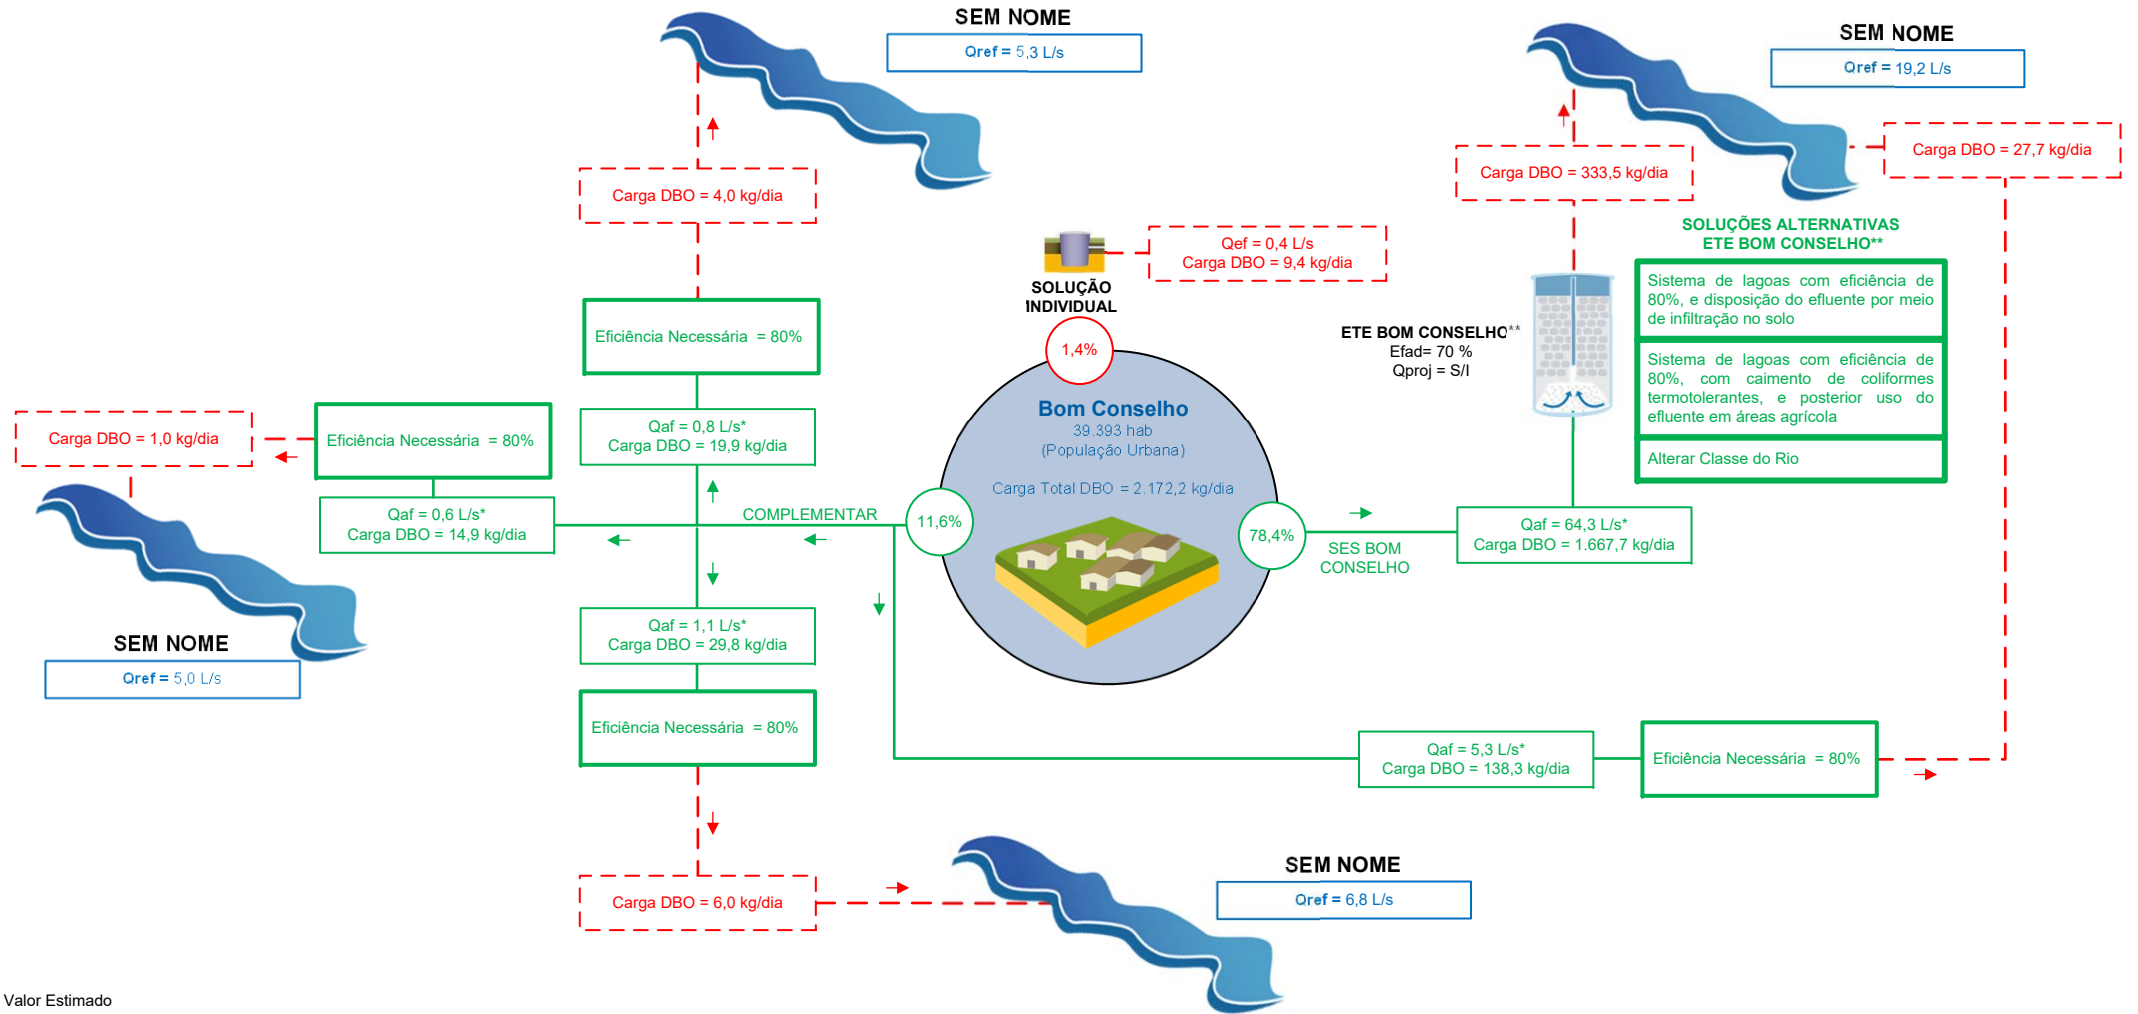 SEM NOME
Qref = 5,3 L/s
SEM NOME
Qref = 19,2 L/s
Carga DBO = 27,7 kg/dia
Carga DBO = 333,5 kg/dia
Carga DBO = 4,0 kg/dia
SOLUÇÕES ALTERNATIVAS
ETE BOM CONSELHO**
Sistema de lagoas com eficiência de
80%, e disposição do efluente por meio
de infiltração no solo
Sistema de lagoas com eficiência de
80%, com caimento de coliformes
termotolerantes, e posterior uso do
efluente em áreas agrícola
Alterar Classe do Rio
Qef = 0,4 L/s
Carga DBO = 9,4 kg/dia
SOLUÇÃO
INDIVIDUAL
1,4%
ETE BOM CONSELHO**
Efad= 70 %
Qproj = S/I
Eficiência Necessária = 80%
Qaf = 0,8 L/s*
Carga DBO = 19,9 kg/dia
Carga DBO = 1,0 kg/dia
Eficiência Necessária = 80%
Qaf = 0,6 L/s*
Carga DBO = 14,9 kg/dia
COMPLEMENTAR
11,6%
Bom Conselho
39.393 hab
(População Urbana)
Carga Total DBO = 2.172,2 kg/dia
78,4%
SES BOM
CONSELHO
Qaf = 64,3 L/s*
Carga DBO = 1.667,7 kg/dia
SEM NOME
Qref = 5,0 L/s
Qaf = 1,1 L/s*
Carga DBO = 29,8 kg/dia
Eficiência Necessária = 80%
Qaf = 5,3 L/s*
Carga DBO = 138,3 kg/dia
Eficiência Necessária = 80%
Carga DBO = 6,0 kg/dia
SEM NOME
Qref = 6,8 L/s
Valor Estimado